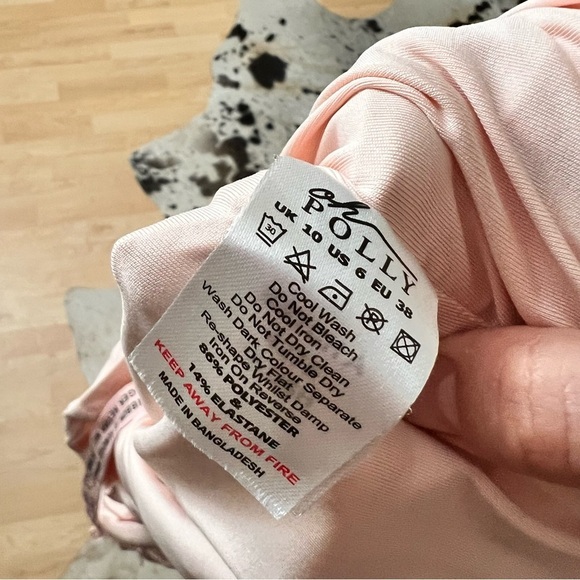 oh
POLLY
UK 10 US 6 EU 38
30
Cool Wash
Do Not Bleach
Cool Iron
Do Not Dry Clean
Do Not Tumble Dry
Wash Dark Colour Separate
Dry Flat
Re-shape Whilst Damp
Iron On Reverse
86% POLYESTER
&
14% ELASTANE
KEEP AWAY FROM FIRE
MADE IN BANGLADESH